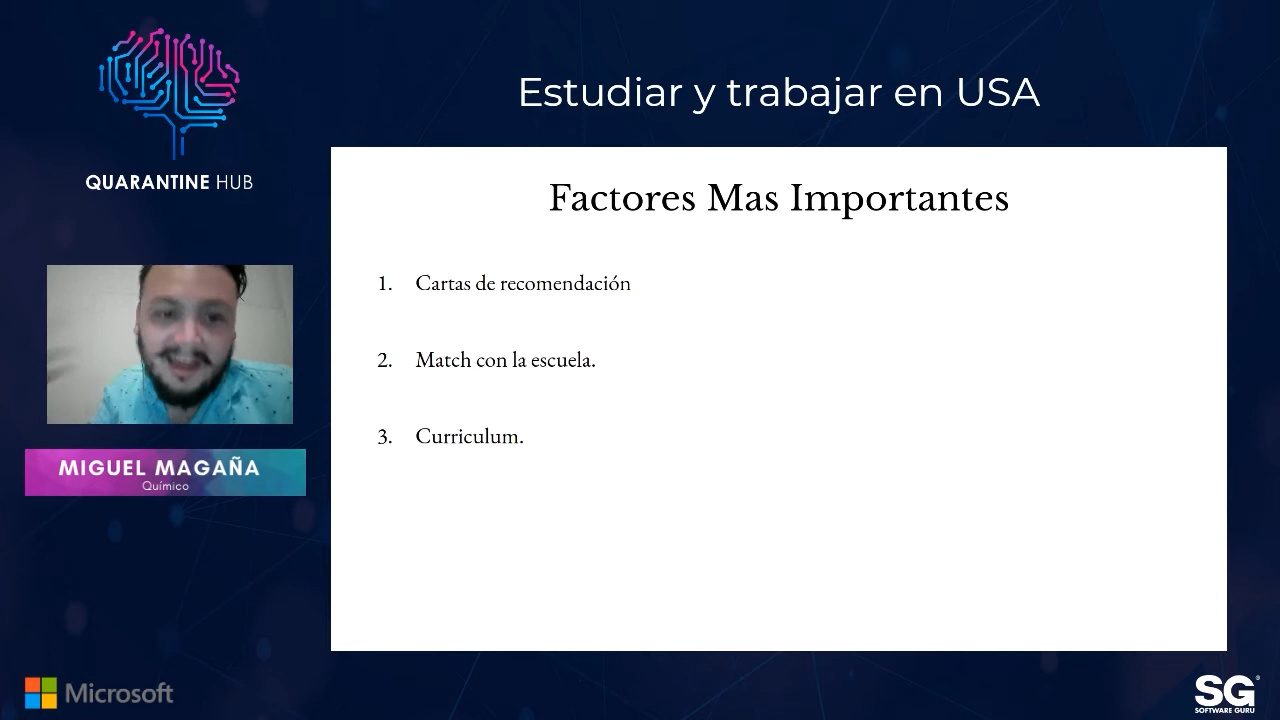 QUARANTINE HUB
Estudiar y trabajar en USA
Factores Mas Importantes
1. Cartas de recomendación
2. Match con la escuela.
3. Curriculum.
MIGUEL MAGAÑA
Químico
Microsoft
SG
SOFTWARE GURU